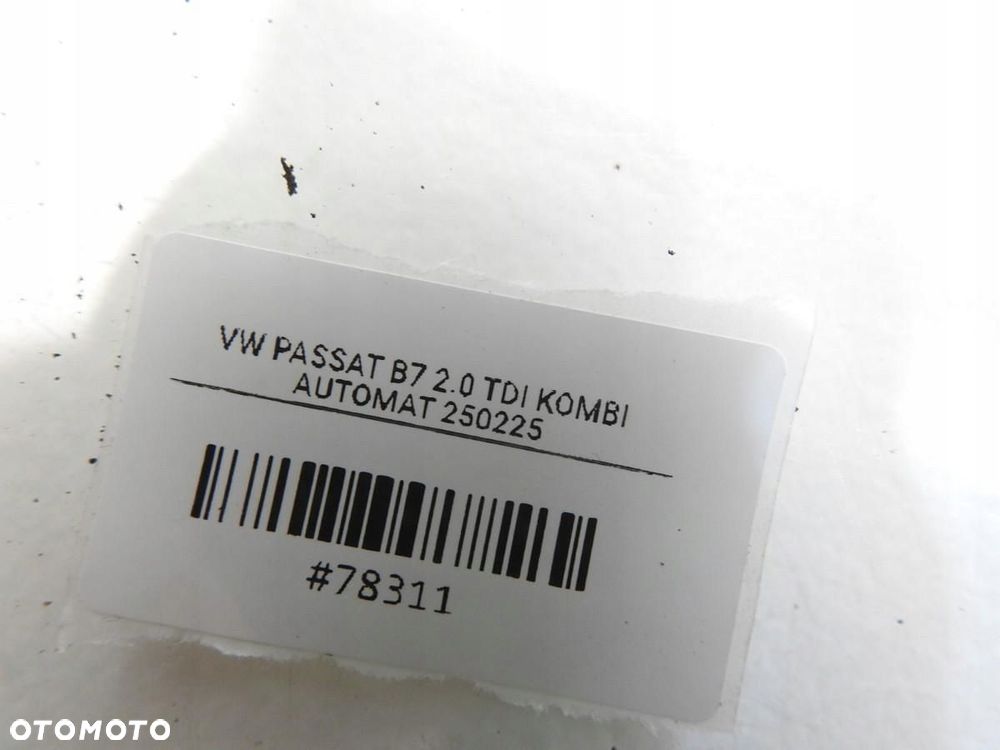 VW PASSAT B7 2.0 TDI KOMBI
AUTOMAT 250225
#78311
OTOMOTO